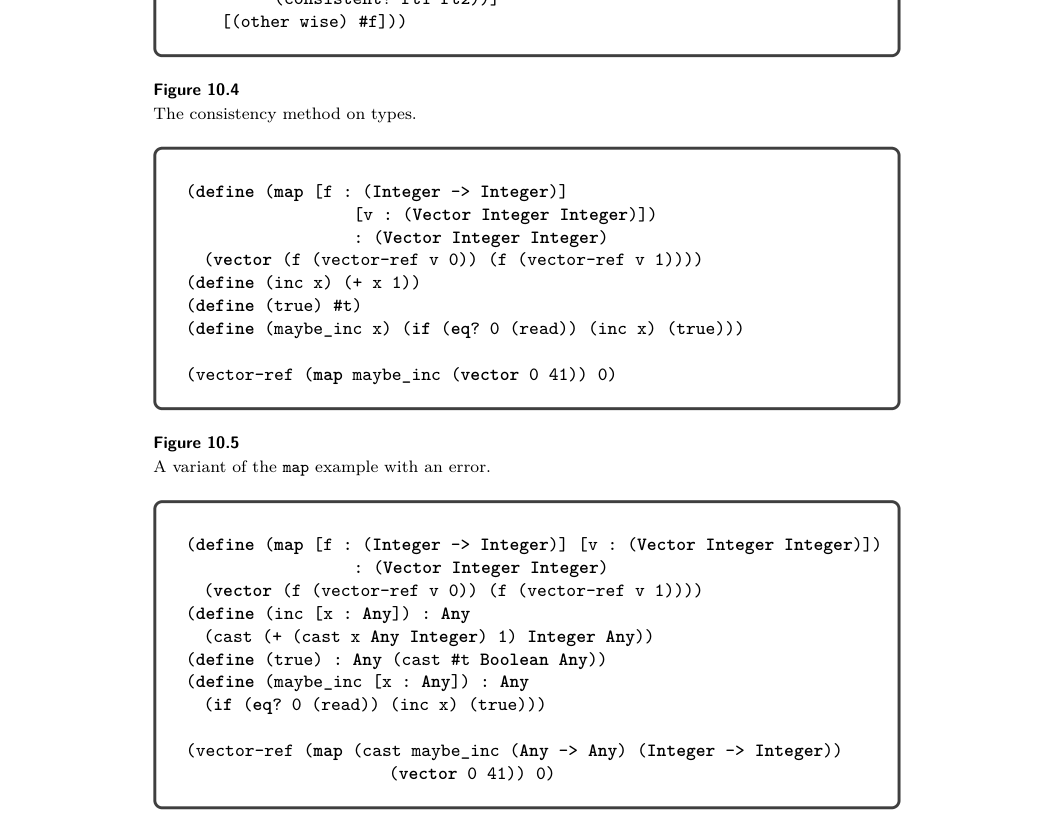 [(other wise) #f]))
Figure 10.4
The consistency method on types.
(define (map [f : (Integer -> Integer)]
[v : (Vector Integer Integer)])
: (Vector Integer Integer)
(vector (f (vector-ref v 0)) (f (vector-ref v 1))))
(define (inc x) (+ x 1))
(define (true) #t)
(define (maybe_inc x) (if (eq? 0 (read)) (inc x) (true)))
(vector-ref (map maybe_inc (vector 0 41)) 0)
Figure 10.5
A variant of the map example with an error.
(define (map [f : (Integer -> Integer)] [v : (Vector Integer Integer)])
: (Vector Integer Integer)
(vector (f (vector-ref v 0)) (f (vector-ref v 1))))
(define (inc [x : Any]) : Any
(cast (+ (cast x Any Integer) 1) Integer Any))
(define (true) : Any (cast #t Boolean Any))
(define (maybe_inc [x : Any]) : Any
(if (eq? 0 (read)) (inc x) (true)))
(vector-ref (map (cast maybe_inc (Any -> Any) (Integer -> Integer))
(vector 0 41)) 0)